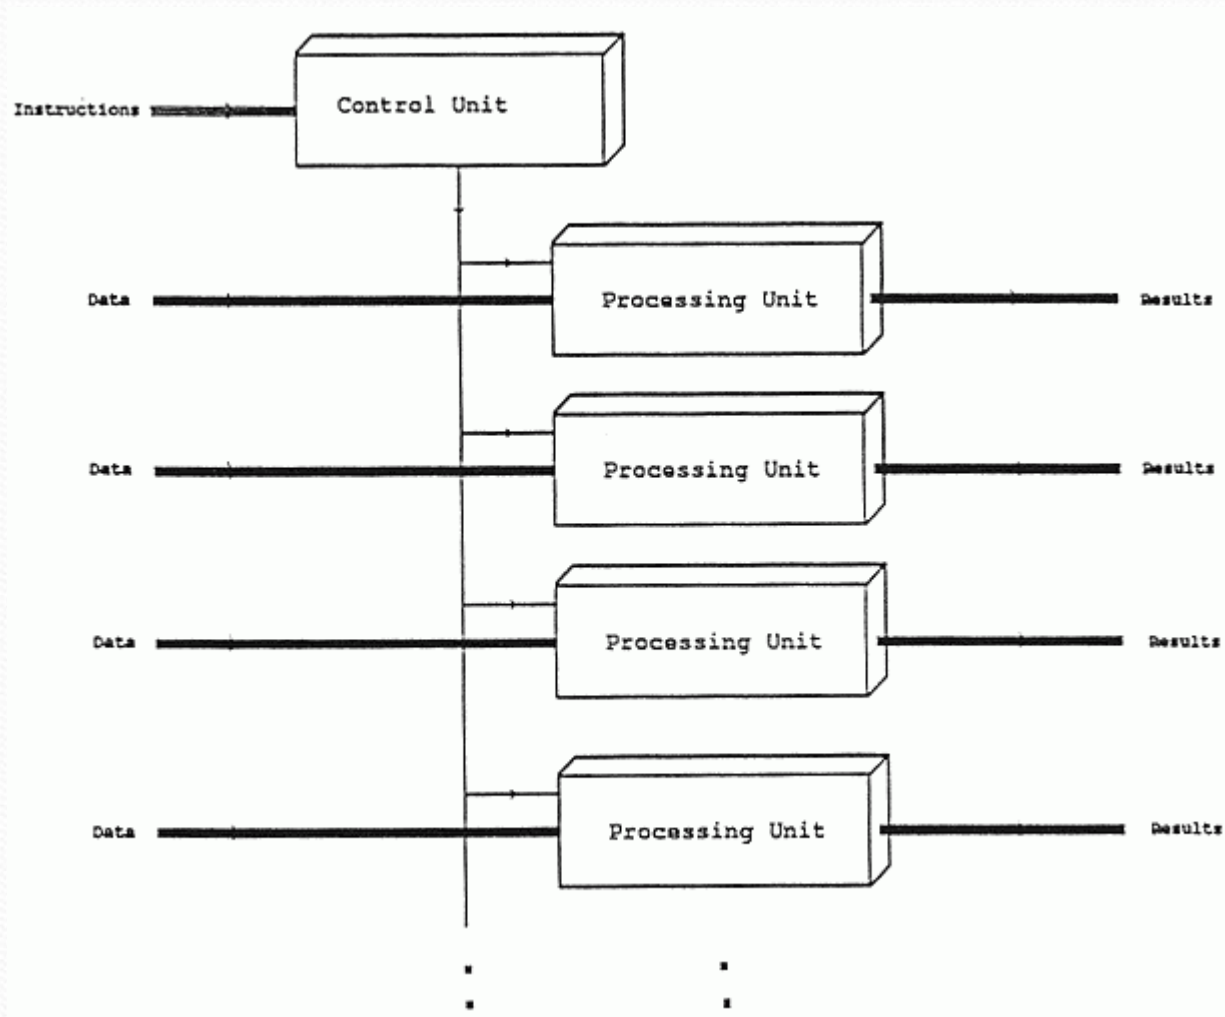 Instructions
Control Unit
Data
Processing Unit
Results
Data
Processing Unit
Results
Data
Processing Unit
Results
Data
Processing Unit
Results